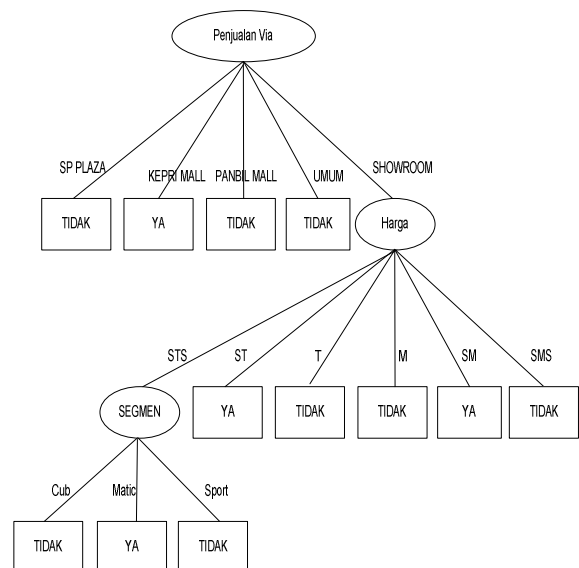 Penjualan Via
SP PLAZA KEPRI MALL PANBIL MALL UMUM SHOWROOM
TIDAK YA TIDAK TIDAK Harga
STS ST T M SM SMS
SEGMEN YA TIDAK TIDAK YA TIDAK
Cub Matic Sport
TIDAK YA TIDAK